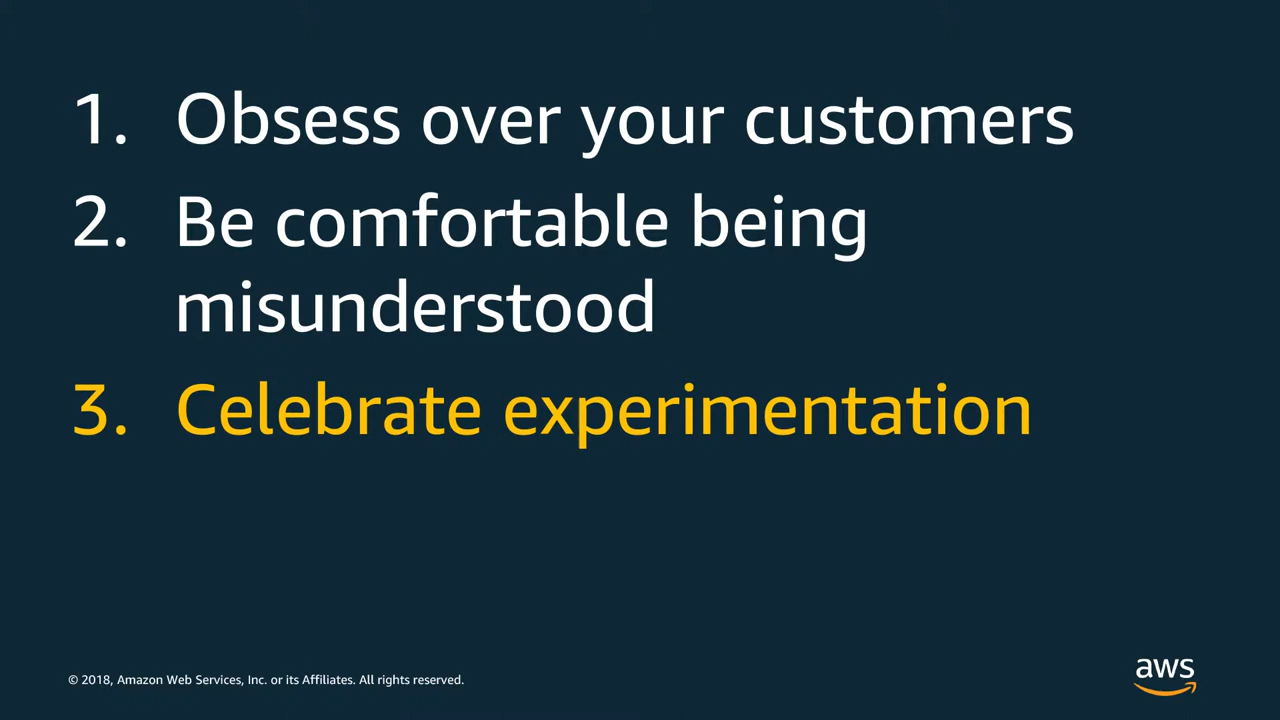 1. Obsess over your customers
2. Be comfortable being
misunderstood
3. Celebrate experimentation
© 2018, Amazon Web Services, Inc. or its Affiliates. All rights reserved.
aws